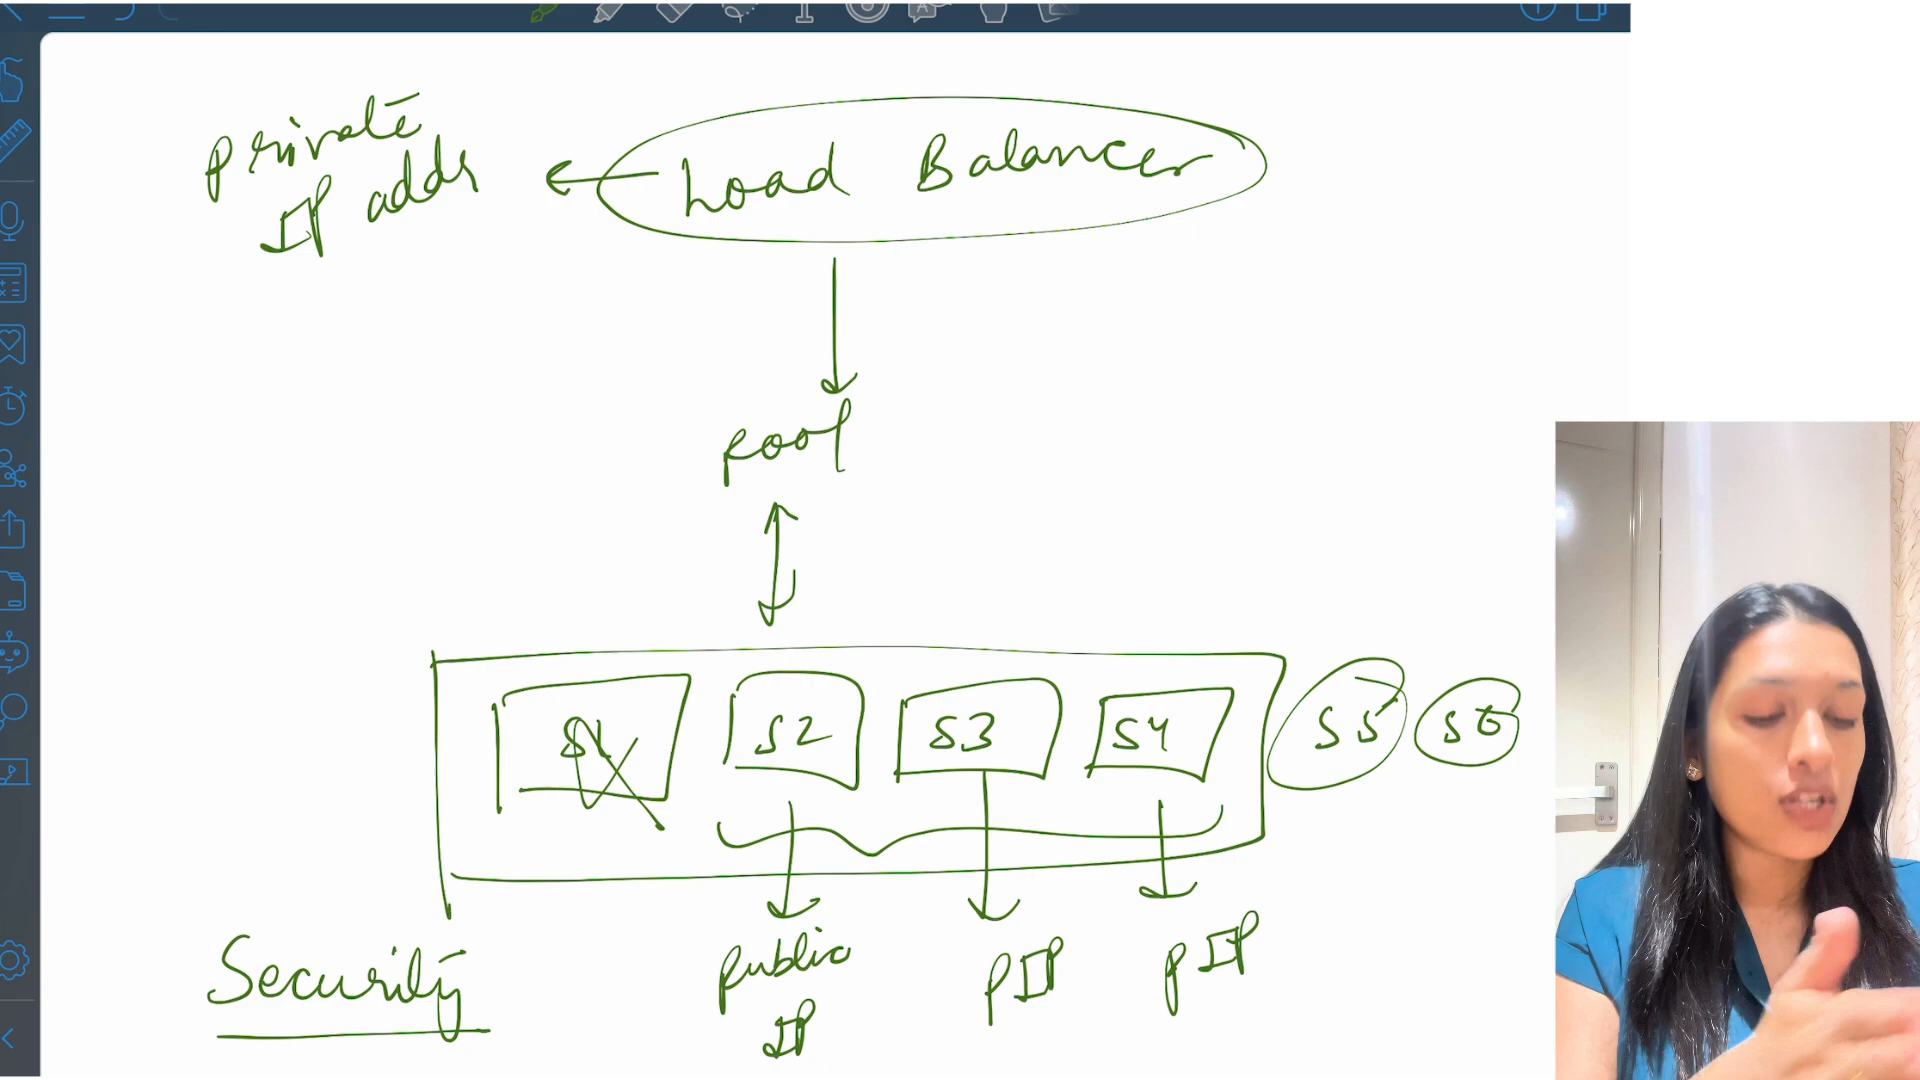 private
IP addr
Load Balancer
pool
S1 S2 S3 S4 S5 S6
Security
public
IP
pIP
pIP